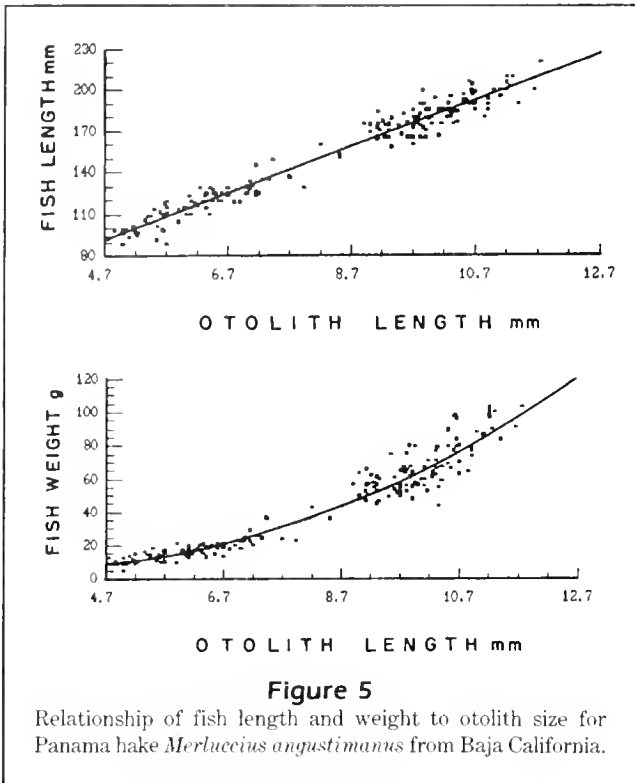 FISH LENGTH mm
230
200
170
140
110
80
4.7 6.7 8.7 10.7 12.7
OTOLITH LENGTH mm
FISH WEIGHT g
120
100
80
60
40
20
0
4.7 6.7 8.7 10.7 12.7
OTOLITH LENGTH mm
Figure 5
Relationship of fish length and weight to otolith size for
Panama hake Merluccius angustimanus from Baja California.